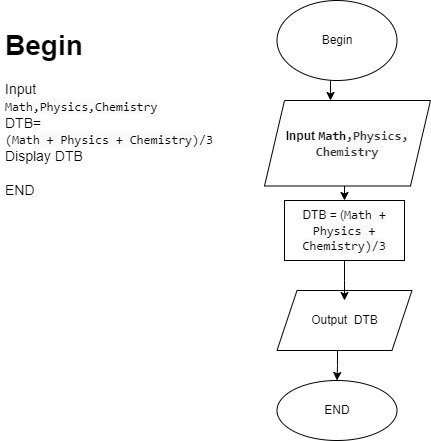 Begin
Input
Math,Physics,Chemistry
DTB=
(Math + Physics + Chemistry)/3
Display DTB
END
Begin
Input Math,Physics,
Chemistry
DTB = (Math +
Physics +
Chemistry)/3
Output DTB
END